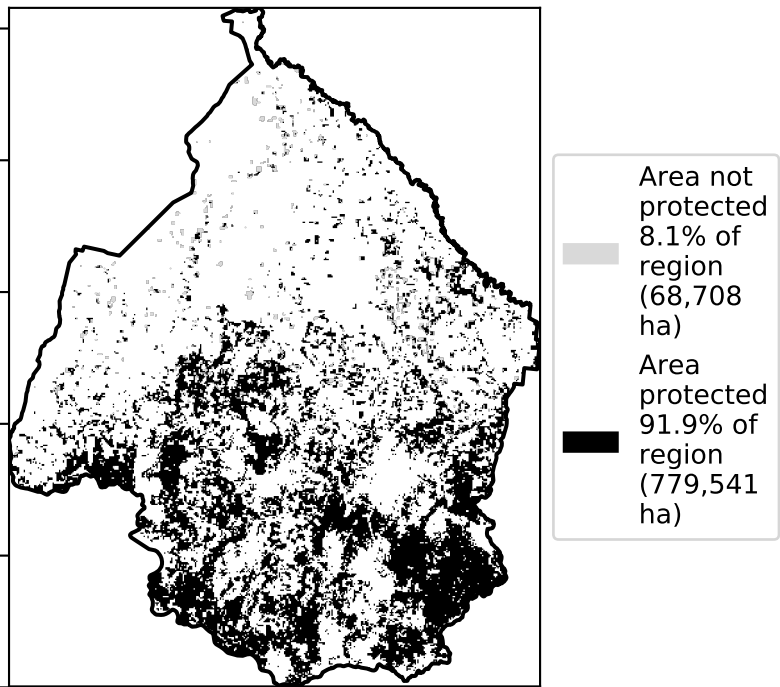 Area not
protected
8.1% of
region
(68,708
ha)
Area
protected
91.9% of
region
(779,541
ha)